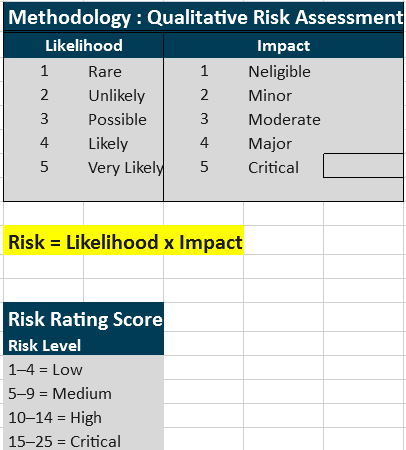 Methodology : Qualitative Risk Assessment
Likelihood Impact
1 Rare 1 Neligible
2 Unlikely 2 Minor
3 Possible 3 Moderate
4 Likely 4 Major
5 Very Likely 5 Critical
Risk = Likelihood x Impact
Risk Rating Score
Risk Level
1–4 = Low
5–9 = Medium
10–14 = High
15–25 = Critical